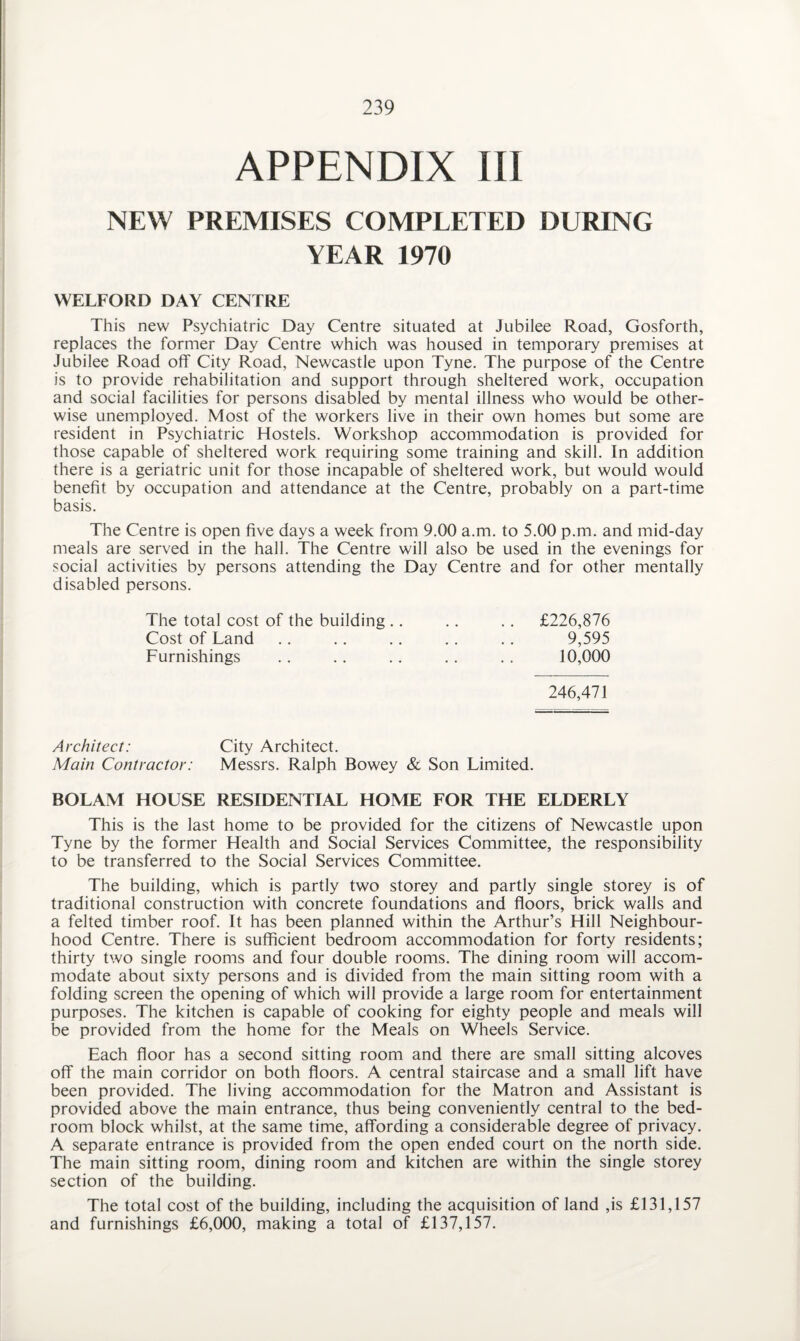 239
APPENDIX III
NEW PREMISES COMPLETED DURING
YEAR 1970
WELFORD DAY CENTRE
This new Psychiatric Day Centre situated at Jubilee Road, Gosforth,
replaces the former Day Centre which was housed in temporary premises at
Jubilee Road off City Road, Newcastle upon Tyne. The purpose of the Centre
is to provide rehabilitation and support through sheltered work, occupation
and social facilities for persons disabled by mental illness who would be other-
wise unemployed. Most of the workers live in their own homes but some are
resident in Psychiatric Hostels. Workshop accommodation is provided for
those capable of sheltered work requiring some training and skill. In addition
there is a geriatric unit for those incapable of sheltered work, but would would
benefit by occupation and attendance at the Centre, probably on a part-time
basis.
The Centre is open five days a week from 9.00 a.m. to 5.00 p.m. and mid-day
meals are served in the hall. The Centre will also be used in the evenings for
social activities by persons attending the Day Centre and for other mentally
disabled persons.
The total cost of the building .. .. .. £226,876
Cost of Land .. .. .. .. .. 9,595
Furnishings .. .. .. .. .. 10,000
246,471
Architect: City Architect.
Main Contractor: Messrs. Ralph Bowey & Son Limited.
BOLAM HOUSE RESIDENTIAL HOME FOR THE ELDERLY
This is the last home to be provided for the citizens of Newcastle upon
Tyne by the former Health and Social Services Committee, the responsibility
to be transferred to the Social Services Committee.
The building, which is partly two storey and partly single storey is of
traditional construction with concrete foundations and floors, brick walls and
a felted timber roof. It has been planned within the Arthur's Hill Neighbour-
hood Centre. There is sufficient bedroom accommodation for forty residents;
thirty two single rooms and four double rooms. The dining room will accom-
modate about sixty persons and is divided from the main sitting room with a
folding screen the opening of which will provide a large room for entertainment
purposes. The kitchen is capable of cooking for eighty people and meals will
be provided from the home for the Meals on Wheels Service.
Each floor has a second sitting room and there are small sitting alcoves
off the main corridor on both floors. A central staircase and a small lift have
been provided. The living accommodation for the Matron and Assistant is
provided above the main entrance, thus being conveniently central to the bed-
room block whilst, at the same time, affording a considerable degree of privacy.
A separate entrance is provided from the open ended court on the north side.
The main sitting room, dining room and kitchen are within the single storey
section of the building.
The total cost of the building, including the acquisition of land ,is £131,157
and furnishings £6,000, making a total of £137,157.